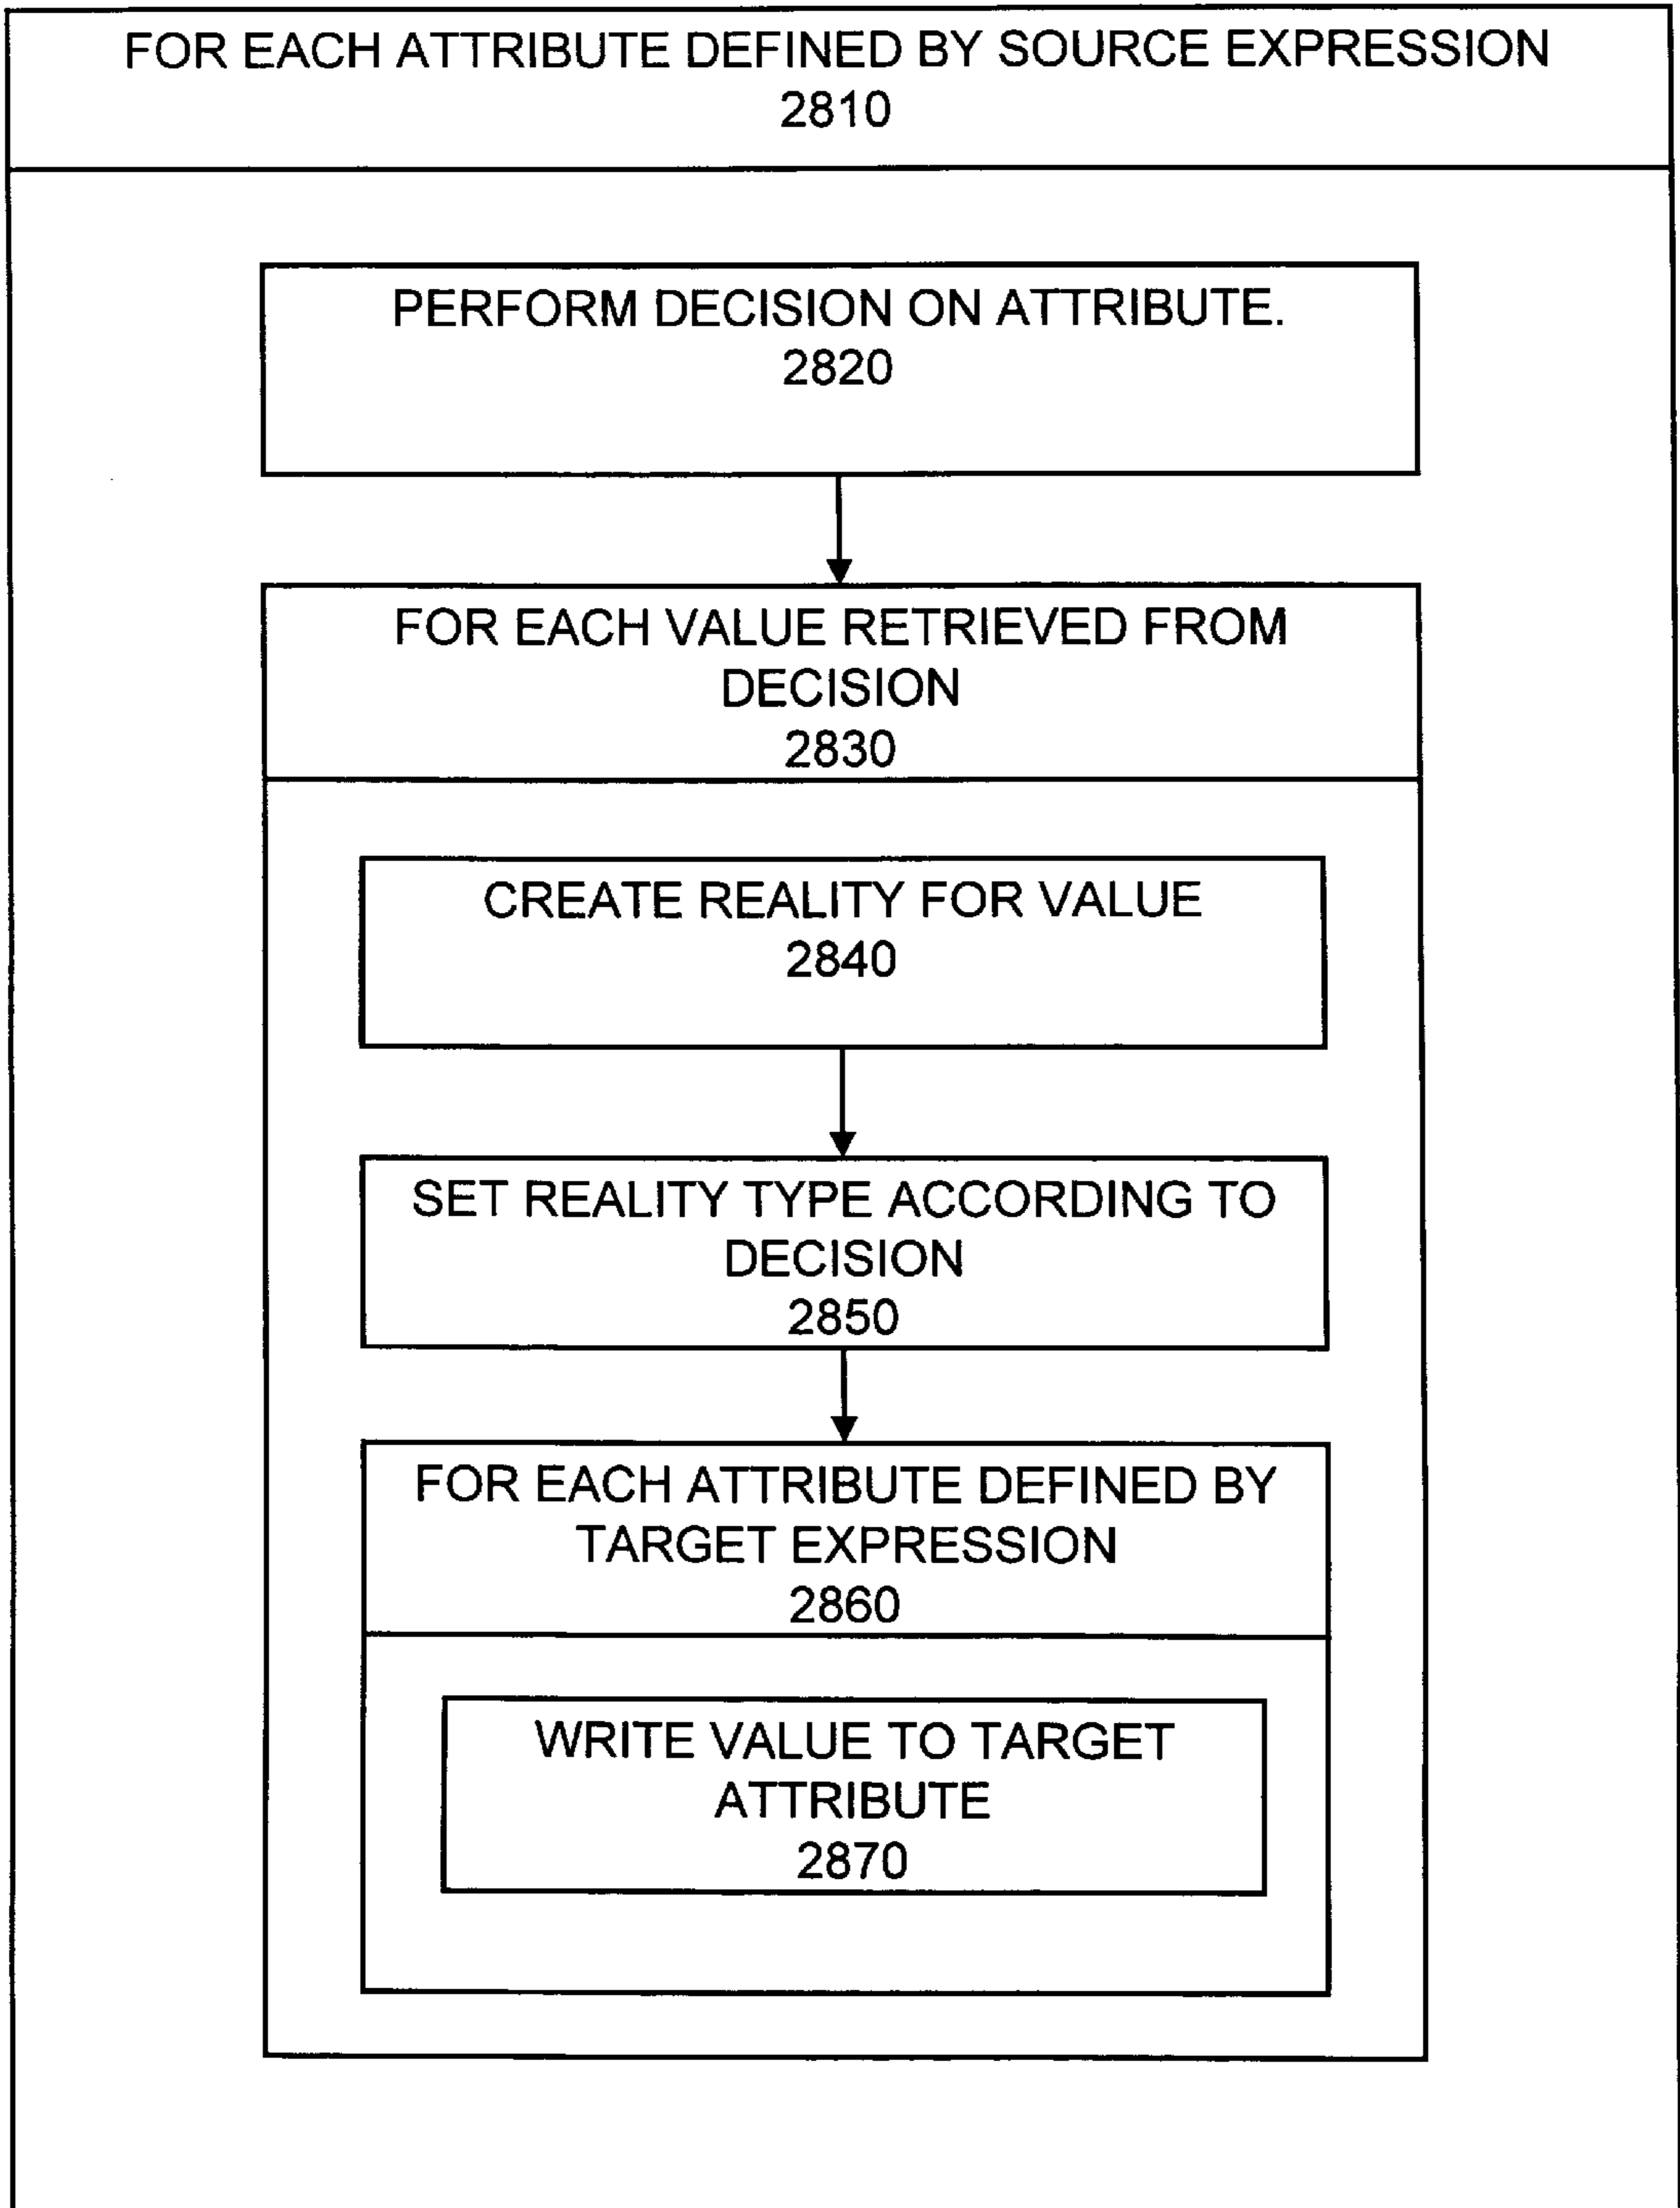 FOR EACH ATTRIBUTE DEFINED BY SOURCE EXPRESSION
2810
PERFORM DECISION ON ATTRIBUTE.
2820
FOR EACH VALUE RETRIEVED FROM
DECISION
2830
CREATE REALITY FOR VALUE
2840
SET REALITY TYPE ACCORDING TO
DECISION
2850
FOR EACH ATTRIBUTE DEFINED BY
TARGET EXPRESSION
2860
WRITE VALUE TO TARGET
ATTRIBUTE
2870